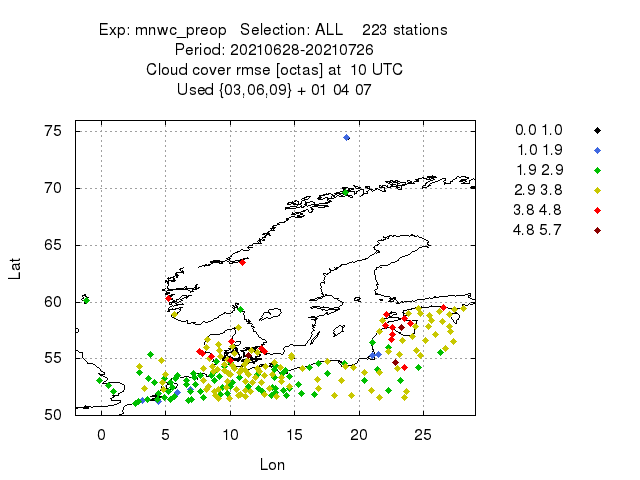 Exp: mnwc_preop   Selection: ALL    223 stations
Period: 20210628-20210726
Cloud cover rmse [octas] at  10 UTC
Used {03,06,09} + 01 04 07
0.0 1.0
1.0 1.9
1.9 2.9
2.9 3.8
3.8 4.8
4.8 5.7
75
70
65
60
55
50
Lat
0 5 10 15 20 25
Lon